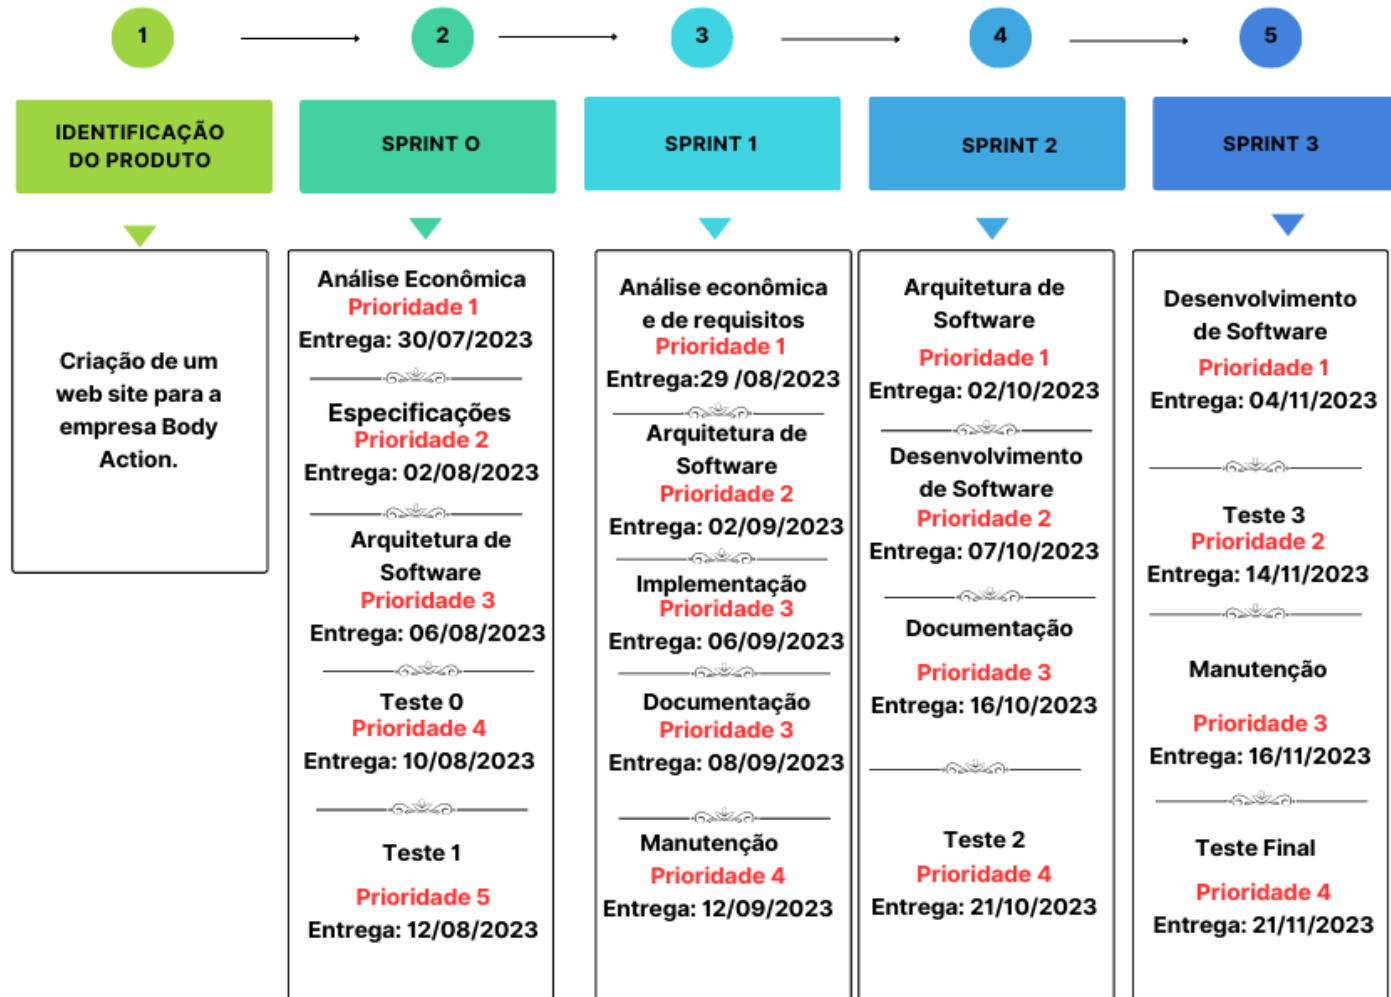 1
2
3
4
5
IDENTIFICAÇÃO
DO PRODUTO
SPRINT 0
SPRINT 1
SPRINT 2
SPRINT 3
Criação de um
web site para a
empresa Body
Action.
Análise Econômica
Prioridade 1
Entrega: 30/07/2023
Especificações
Prioridade 2
Entrega: 02/08/2023
Arquitetura de
Software
Prioridade 3
Entrega: 06/08/2023
Teste 0
Prioridade 4
Entrega: 10/08/2023
Teste 1
Prioridade 5
Entrega: 12/08/2023
Análise econômica
e de requisitos
Prioridade 1
Entrega:29 /08/2023
Arquitetura de
Software
Prioridade 2
Entrega: 02/09/2023
Implementação
Prioridade 3
Entrega: 06/09/2023
Documentação
Prioridade 3
Entrega: 08/09/2023
Manutenção
Prioridade 4
Entrega: 12/09/2023
Arquitetura de
Software
Prioridade 1
Entrega: 02/10/2023
Desenvolvimento
de Software
Prioridade 2
Entrega: 07/10/2023
Documentação
Prioridade 3
Entrega: 16/10/2023
Teste 2
Prioridade 4
Entrega: 21/10/2023
Desenvolvimento
de Software
Prioridade 1
Entrega: 04/11/2023
Teste 3
Prioridade 2
Entrega: 14/11/2023
Manutenção
Prioridade 3
Entrega: 16/11/2023
Teste Final
Prioridade 4
Entrega: 21/11/2023